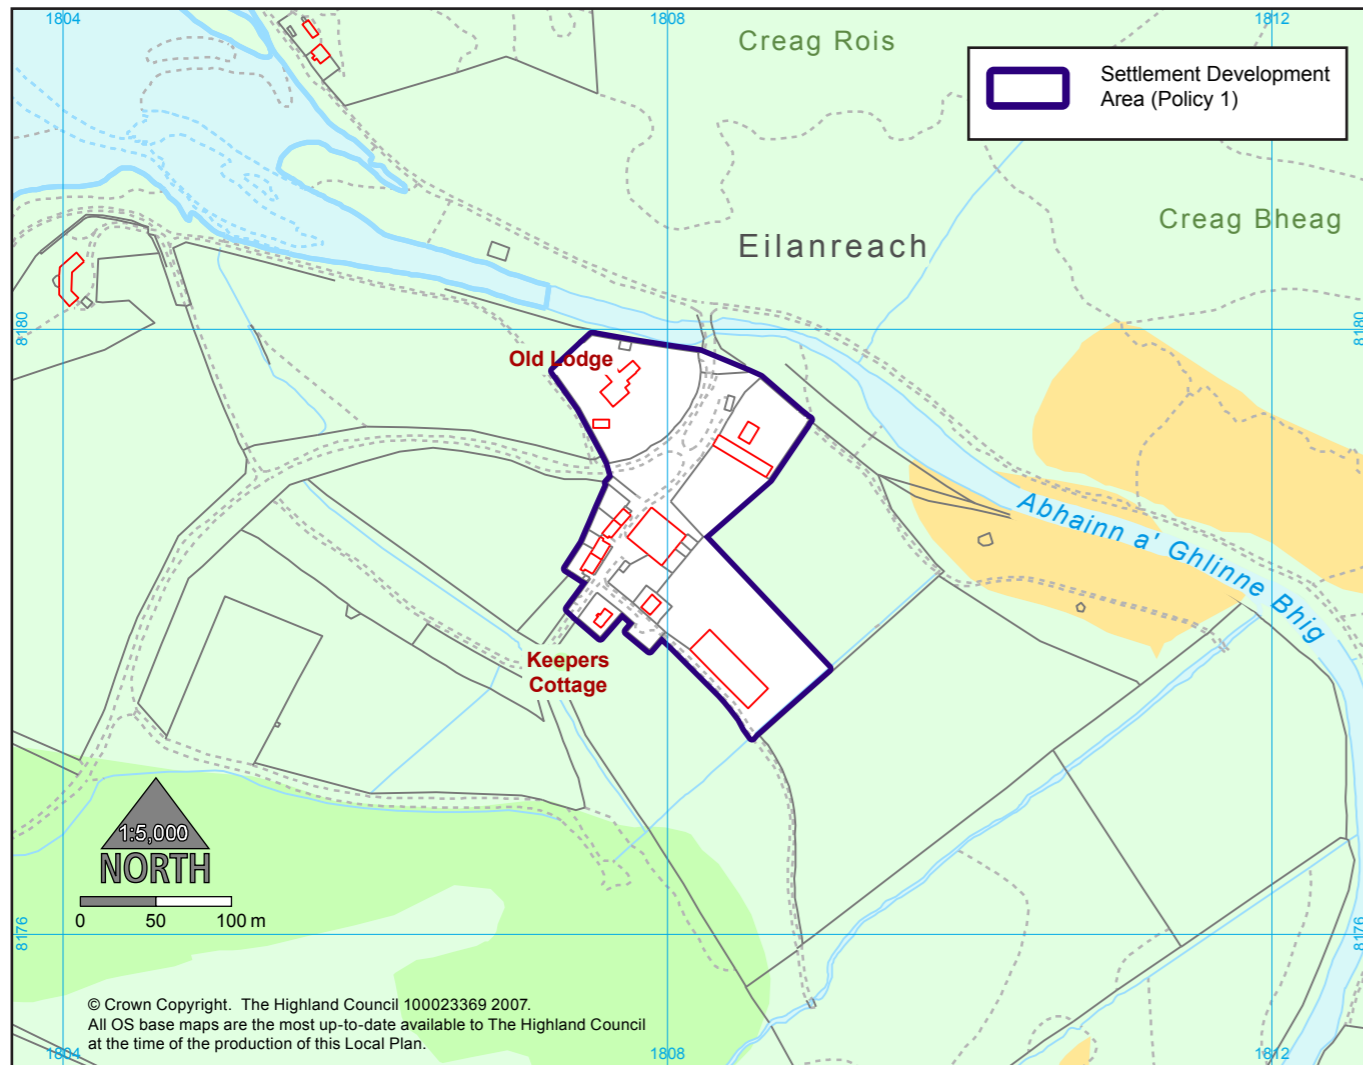 1804
1808
1812
Creag Rois
Settlement Development
Area (Policy 1)
Creag Bheag
Eilanreach
8180
8180
Old Lodge
Abhainn a' Ghlinne Bhig
Keepers
Cottage
1:5,000
NORTH
0 50 100 m
8176
8176
© Crown Copyright. The Highland Council 100023369 2007.
All OS base maps are the most up-to-date available to The Highland Council
at the time of the production of this Local Plan.
1804
1808
1812